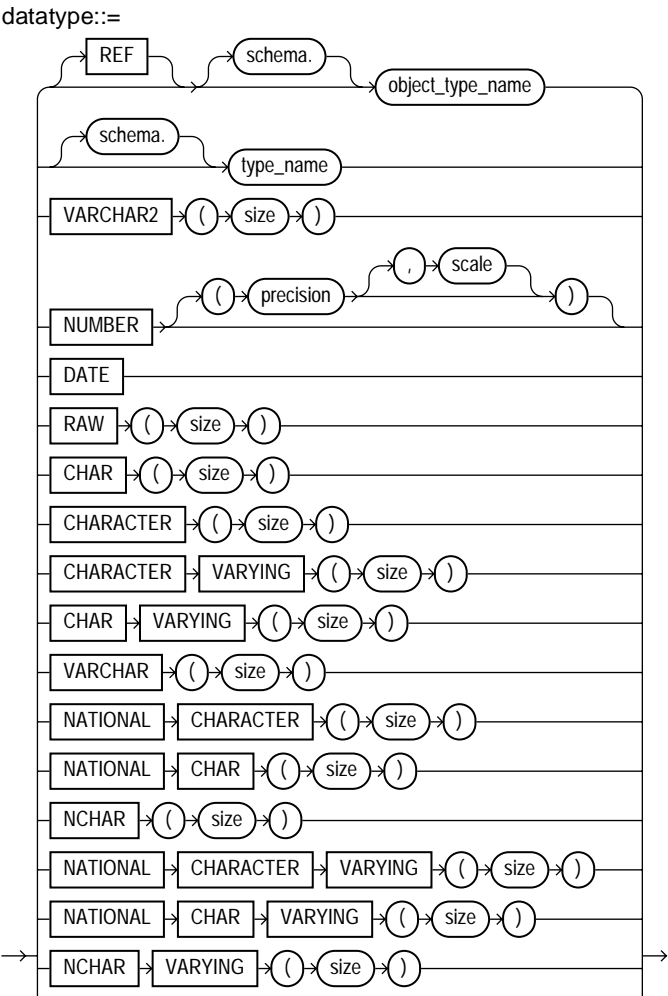 datatype::=
REF schema. object_type_name
schema. type_name
VARCHAR2 ( size )
NUMBER ( precision , scale )
DATE
RAW ( size )
CHAR ( size )
CHARACTER ( size )
CHARACTER VARYING ( size )
CHAR VARYING ( size )
VARCHAR ( size )
NATIONAL CHARACTER ( size )
NATIONAL CHAR ( size )
NCHAR ( size )
NATIONAL CHARACTER VARYING ( size )
NATIONAL CHAR VARYING ( size )
NCHAR VARYING ( size )